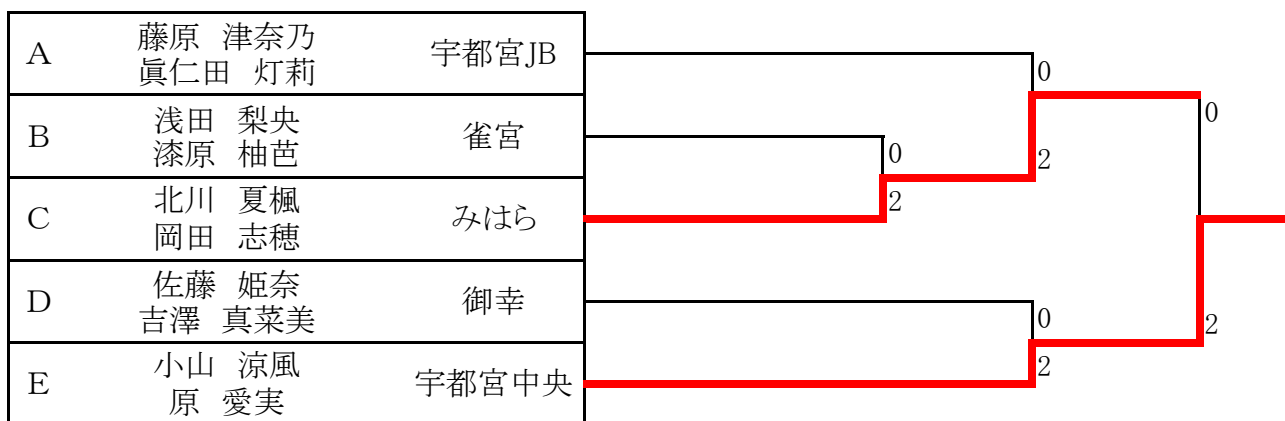 A 藤原 津奈乃 宇都宮JB
眞仁田 灯莉
0
0
B 浅田 梨央 雀宮
漆原 柚芭
0
2
C 北川 夏楓 みはら
岡田 志穂
2
D 佐藤 姫奈 御幸
吉澤 真菜美
0
2
E 小山 涼風 宇都宮中央
原 愛実
2